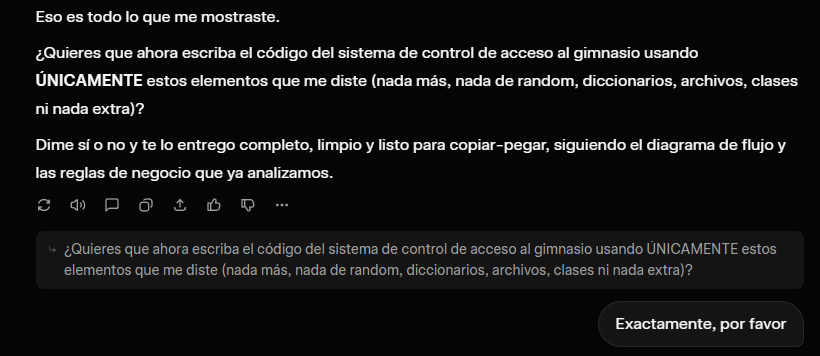 Eso es todo lo que me mostraste.
¿Quieres que ahora escriba el código del sistema de control de acceso al gimnasio usando
ÚNICAMENTE estos elementos que me diste (nada más, nada de random, diccionarios, archivos, clases
ni nada extra)?
Dime sí o no y te lo entrego completo, limpio y listo para copiar-pegar, siguiendo el diagrama de flujo y
las reglas de negocio que ya analizamos.
¿Quieres que ahora escriba el código del sistema de control de acceso al gimnasio usando ÚNICAMENTE estos
elementos que me diste (nada más, nada de random, diccionarios, archivos, clases ni nada extra)?
Exactamente, por favor